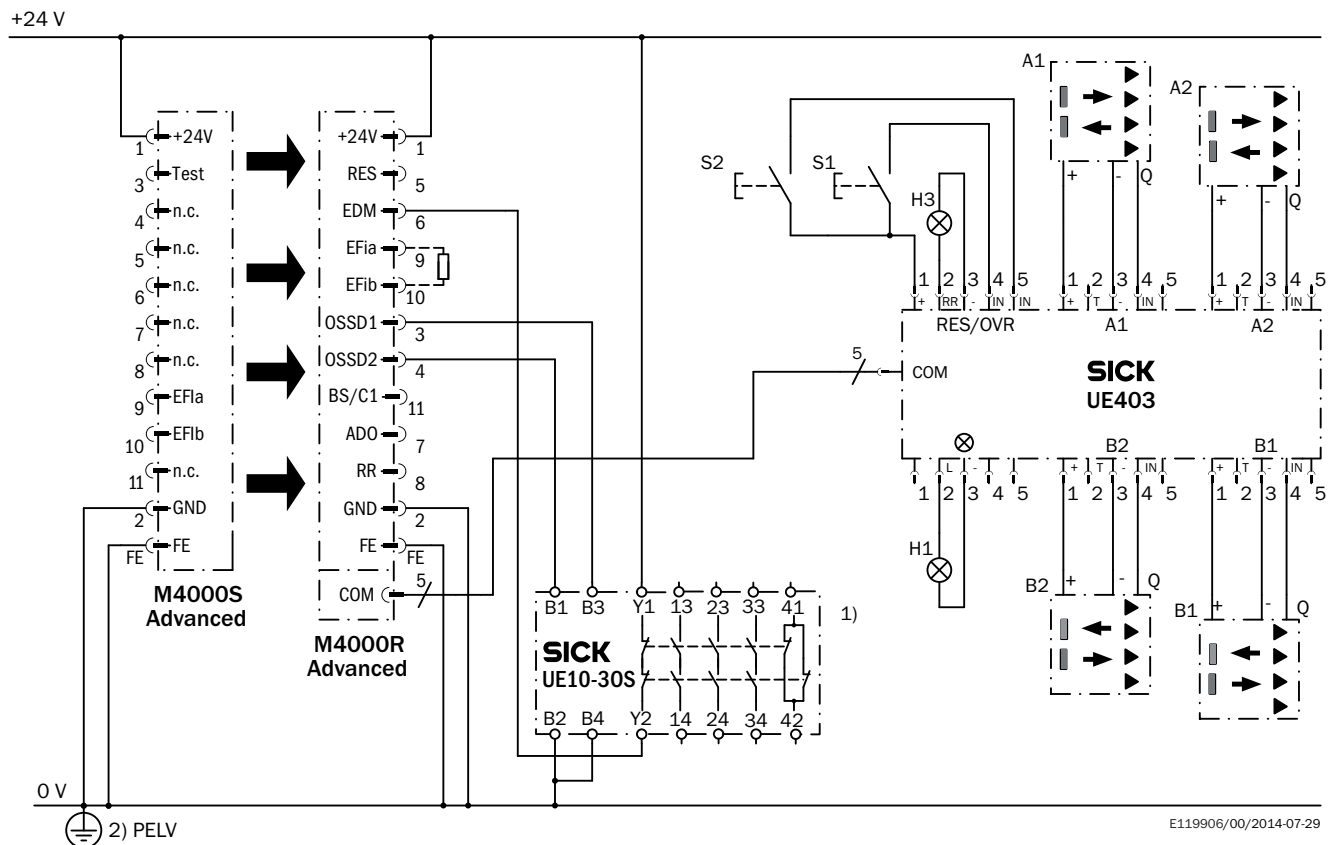 +24 V
1 +24V
3 Test
4 n.c.
5 n.c.
6 n.c.
7 n.c.
8 n.c.
9 EFIa
10 EFIb
11 n.c.
2 GND
FE FE
M4000S
Advanced
+24V 1
RES 5
EDM 6
EFia 9
EFib 10
OSSD1 3
OSSD2 4
BS/C1 11
ADO 7
RR 8
GND 2
FE FE
COM 5
M4000R
Advanced
B1 B3 Y1 13 23 33 41
1)
SICK
UE10-30S
B2 B4 Y2 14 24 34 42
S2 S1 H3
A1
+ - Q
A2
+ - Q
1 2 3 4 5
+ RR - IN IN
RES/OVR
1 2 3 4 5
+ T - IN
A1
1 2 3 4 5
+ T - IN
A2
5
COM
SICK
UE403
L -
1 2 3 4 5
H1
B2
+ T - IN
1 2 3 4 5
B1
+ T - IN
1 2 3 4 5
B2 + - Q
B1 + - Q
0 V
2) PELV
E119906/00/2014-07-29